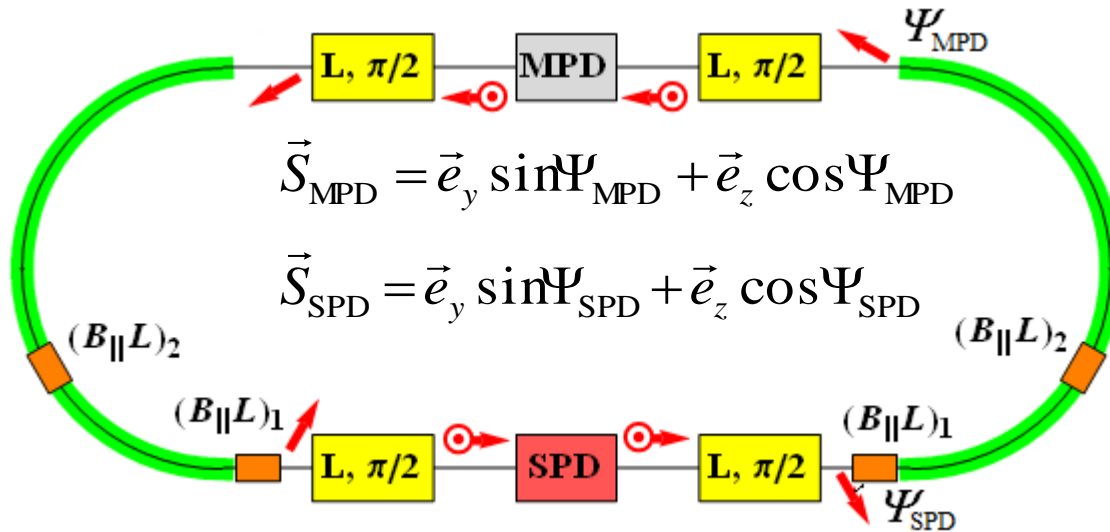 Ψ_MPD
L, π/2 MPD L, π/2
S⃗_MPD = e⃗_y sinΨ_MPD + e⃗_z cosΨ_MPD
S⃗_SPD = e⃗_y sinΨ_SPD + e⃗_z cosΨ_SPD
(B_∥L)_2 (B_∥L)_2
(B_∥L)_1 (B_∥L)_1
L, π/2 SPD L, π/2
Ψ_SPD